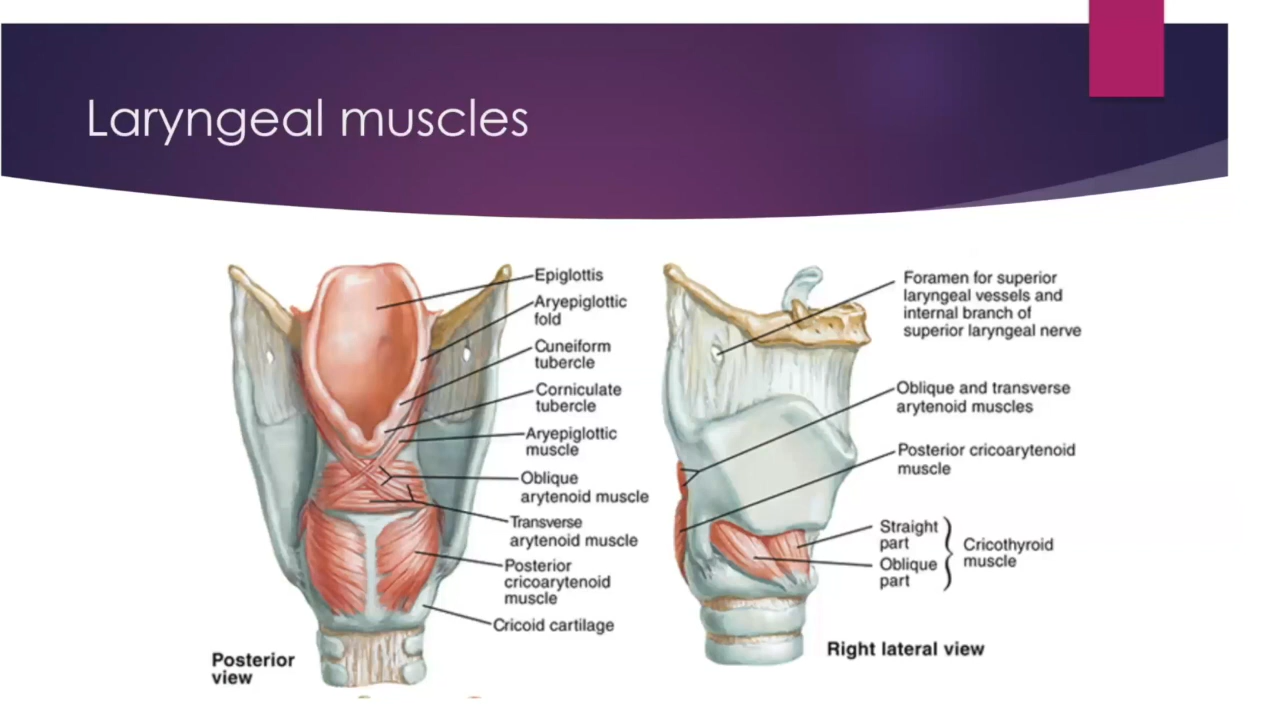 Laryngeal muscles
Epiglottis
Aryepiglottic
fold
Cuneiform
tubercle
Corniculate
tubercle
Aryepiglottic
muscle
Oblique
arytenoid muscle
Transverse
arytenoid muscle
Posterior
cricoarytenoid
muscle
Cricoid cartilage
Posterior
view
Foramen for superior
laryngeal vessels and
internal branch of
superior laryngeal nerve
Oblique and transverse
arytenoid muscles
Posterior cricoarytenoid
muscle
Straight
part
Oblique
part
Cricothyroid
muscle
Right lateral view